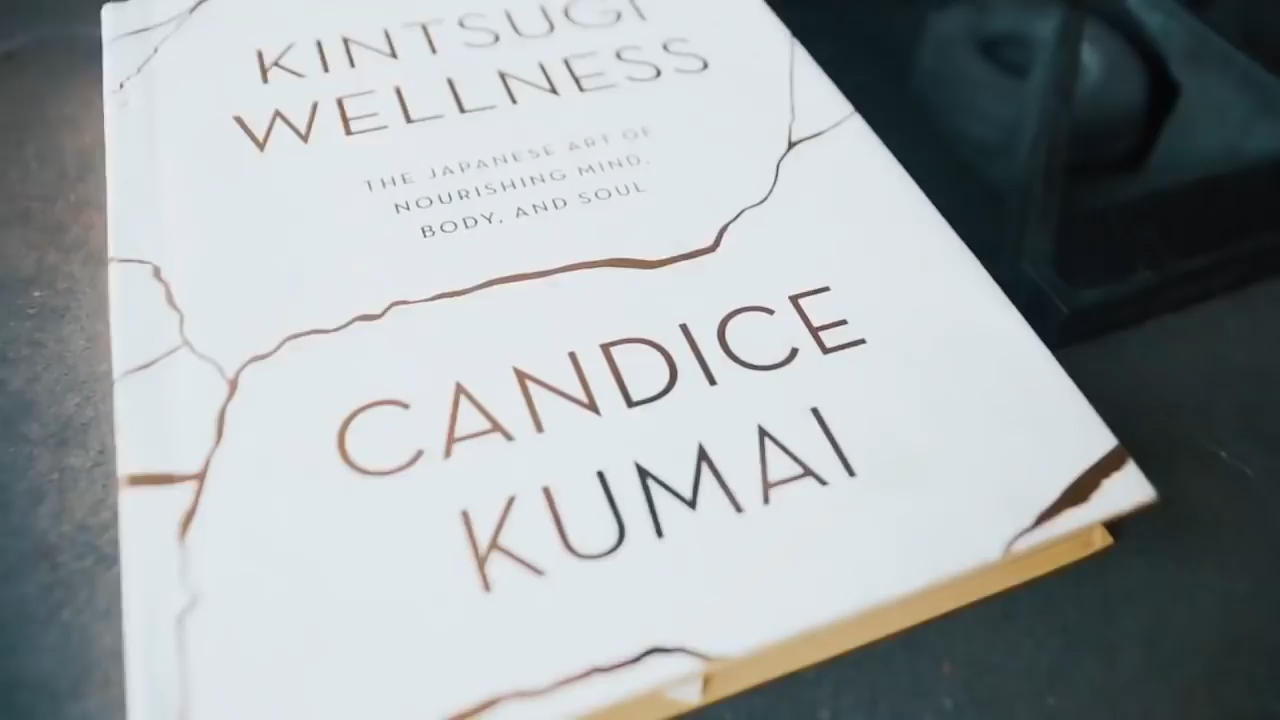 KINTSUGI
WELLNESS
THE JAPANESE ART OF
NOURISHING MIND,
BODY, AND SOUL
CANDICE
KUMAI